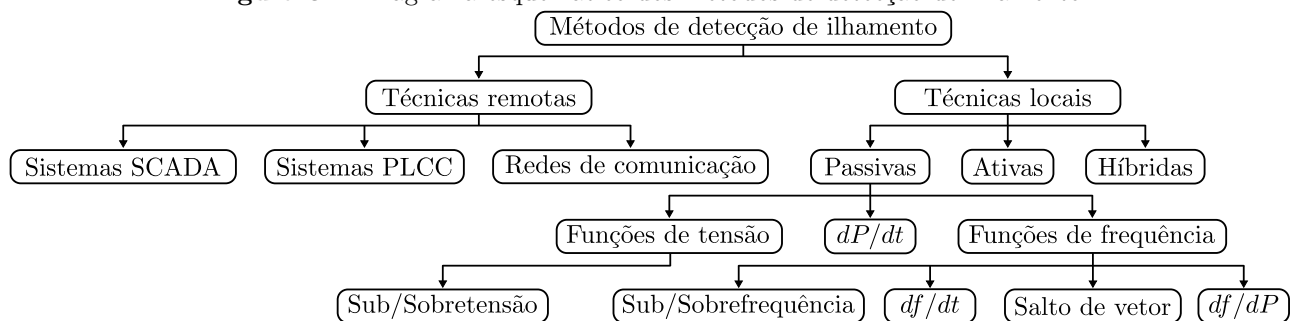 Métodos de detecção de ilhamento
Técnicas remotas
Técnicas locais
Sistemas SCADA
Sistemas PLCC
Redes de comunicação
Passivas
Ativas
Híbridas
Funções de tensão
dP/dt
Funções de frequência
Sub/Sobretensão
Sub/Sobrefrequência
df/dt
Salto de vetor
df/dP